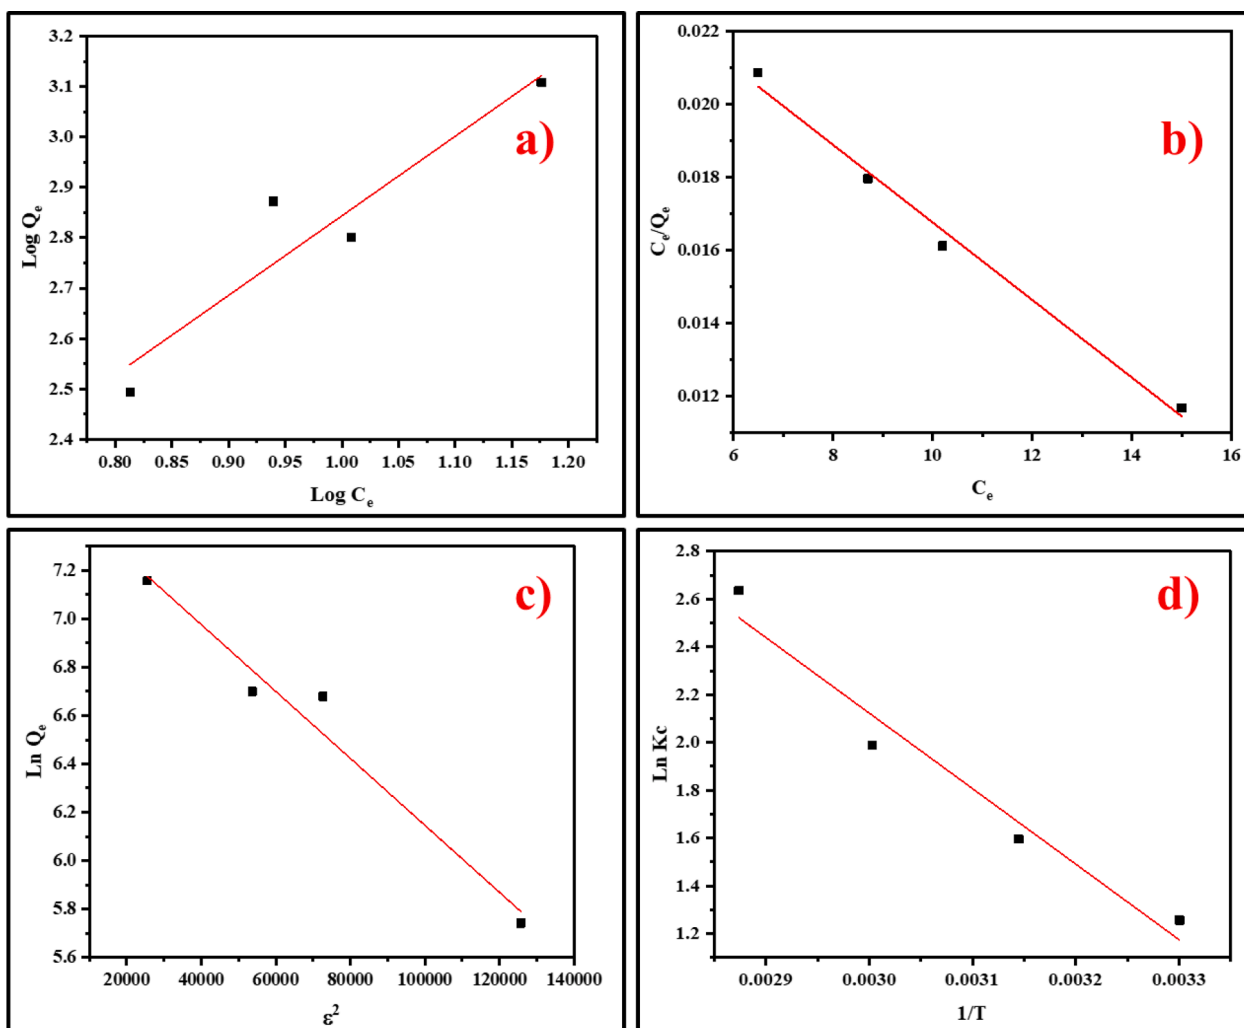 a)
3.2
3.1
3.0
2.9
2.8
2.7
2.6
2.5
2.4
Log Qe
0.80 0.85 0.90 0.95 1.00 1.05 1.10 1.15 1.20
Log Ce
b)
0.022
0.020
0.018
0.016
0.014
0.012
Ce/Qe
6 8 10 12 14 16
Ce
c)
7.2
7.0
6.8
6.6
6.4
6.2
6.0
5.8
5.6
Ln Qe
20000 40000 60000 80000 100000 120000 140000
ε²
d)
2.8
2.6
2.4
2.2
2.0
1.8
1.6
1.4
1.2
Ln Kc
0.0029 0.0030 0.0031 0.0032 0.0033
1/T